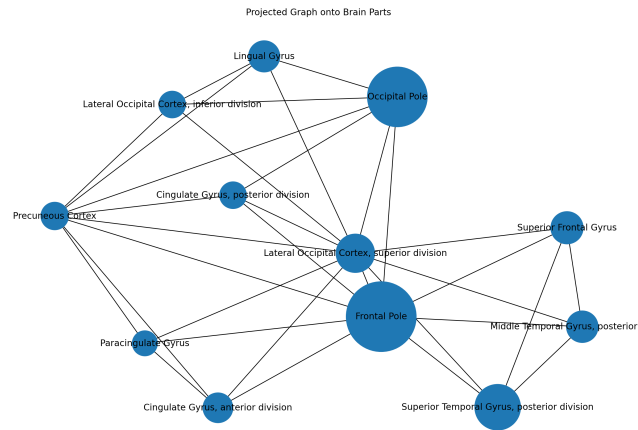 Projected Graph onto Brain Parts
Lingual Gyrus
Occipital Pole
Lateral Occipital Cortex, inferior division
Cingulate Gyrus, posterior division
Precuneous Cortex
Superior Frontal Gyrus
Lateral Occipital Cortex, superior division
Frontal Pole
Middle Temporal Gyrus, posterior
Paracingulate Gyrus
Cingulate Gyrus, anterior division
Superior Temporal Gyrus, posterior division